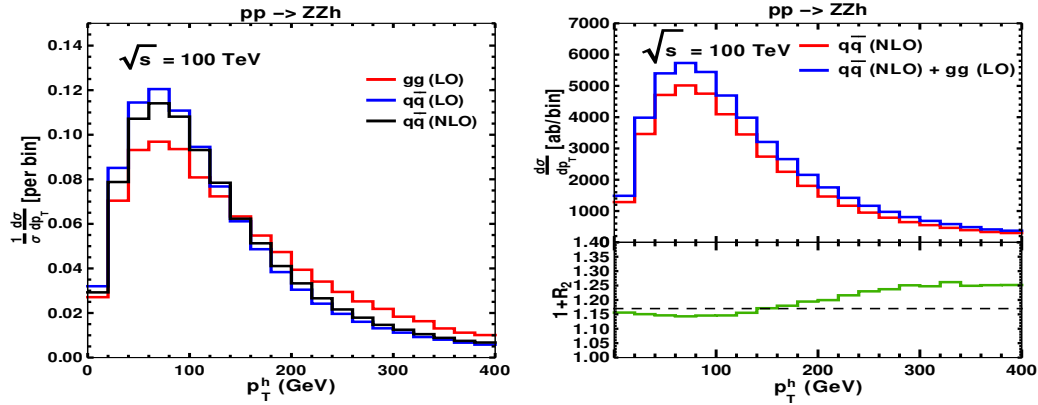 pp -> ZZh
√s = 100 TeV
gg (LO)
qq̅ (LO)
qq̅ (NLO)
1/σ dσ/dp_T [per bin]
0.14
0.12
0.10
0.08
0.06
0.04
0.02
0.00
0 100 200 300 400
p_T^h (GeV)
pp -> ZZh
√s = 100 TeV
qq̅ (NLO)
qq̅ (NLO) + gg (LO)
dσ/dp_T [ab/bin]
7000
6000
5000
4000
3000
2000
1000
1.40
1+R_2
1.30
1.25
1.20
1.15
1.10
1.05
1.00
0 100 200 300 400
p_T^h (GeV)